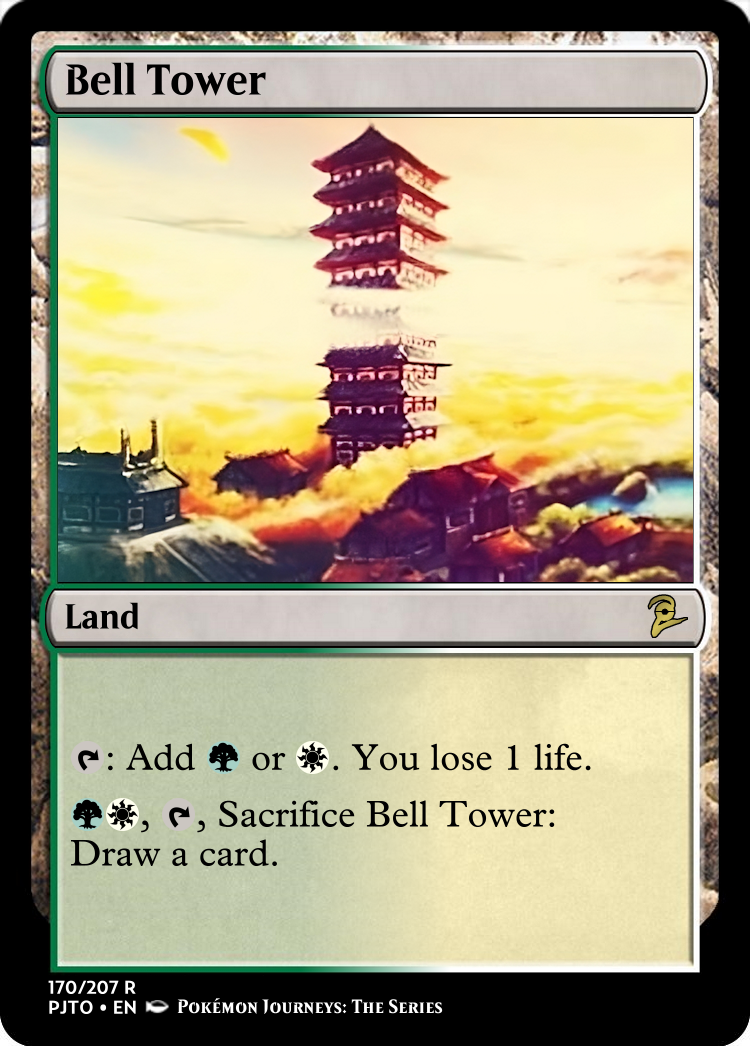 Bell Tower
Land
: Add or . You lose 1 life.
, , Sacrifice Bell Tower:
Draw a card.
170/207 R
PJTO • EN Pokémon Journeys: The Series